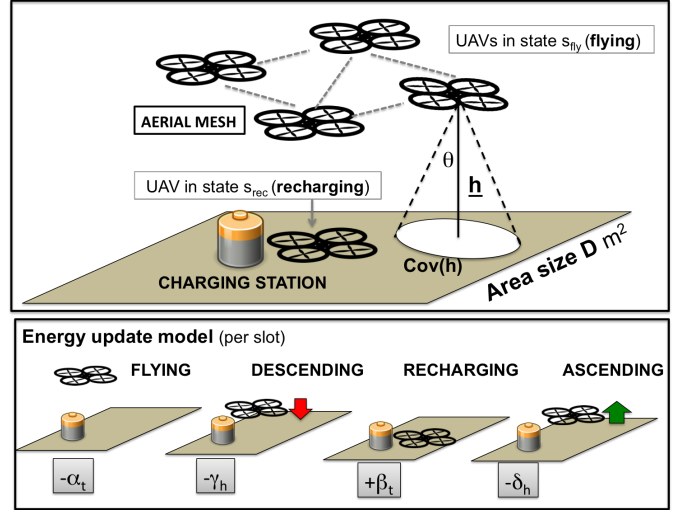 UAVs in state s_fly (flying)
AERIAL MESH
θ
h
UAV in state s_rec (recharging)
Cov(h)
Area size D m²
CHARGING STATION
Energy update model (per slot)
FLYING DESCENDING RECHARGING ASCENDING
-α_t -γ_h +β_t -δ_h